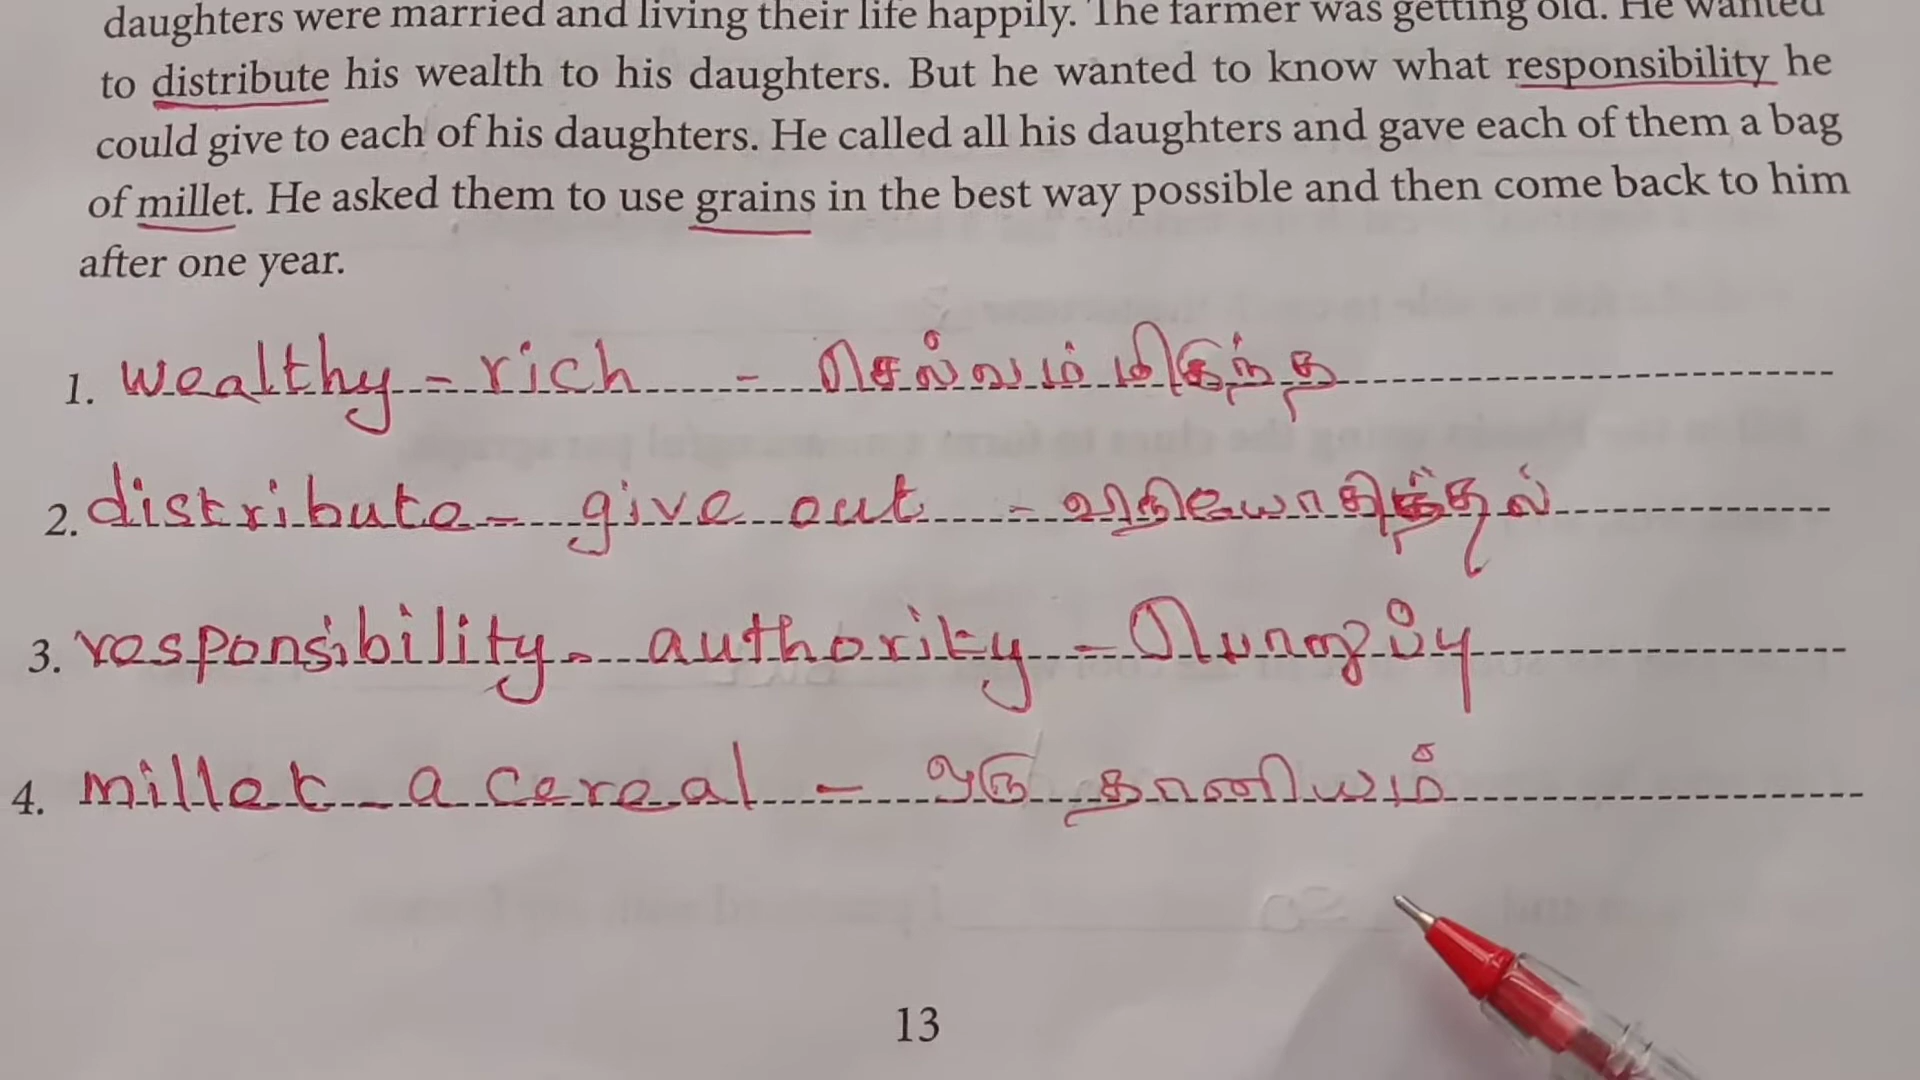 daughters were married and living their life happily. The farmer was getting old. He wanted
to distribute his wealth to his daughters. But he wanted to know what responsibility he
could give to each of his daughters. He called all his daughters and gave each of them a bag
of millet. He asked them to use grains in the best way possible and then come back to him
after one year.
1. wealthy - rich - செல்வம் மிகுந்த
2. distribute - give out - விநியோகித்தல்
3. responsibility - authority - பொறுப்பு
4. millet - a cereal - ஒரு தானியம்
13